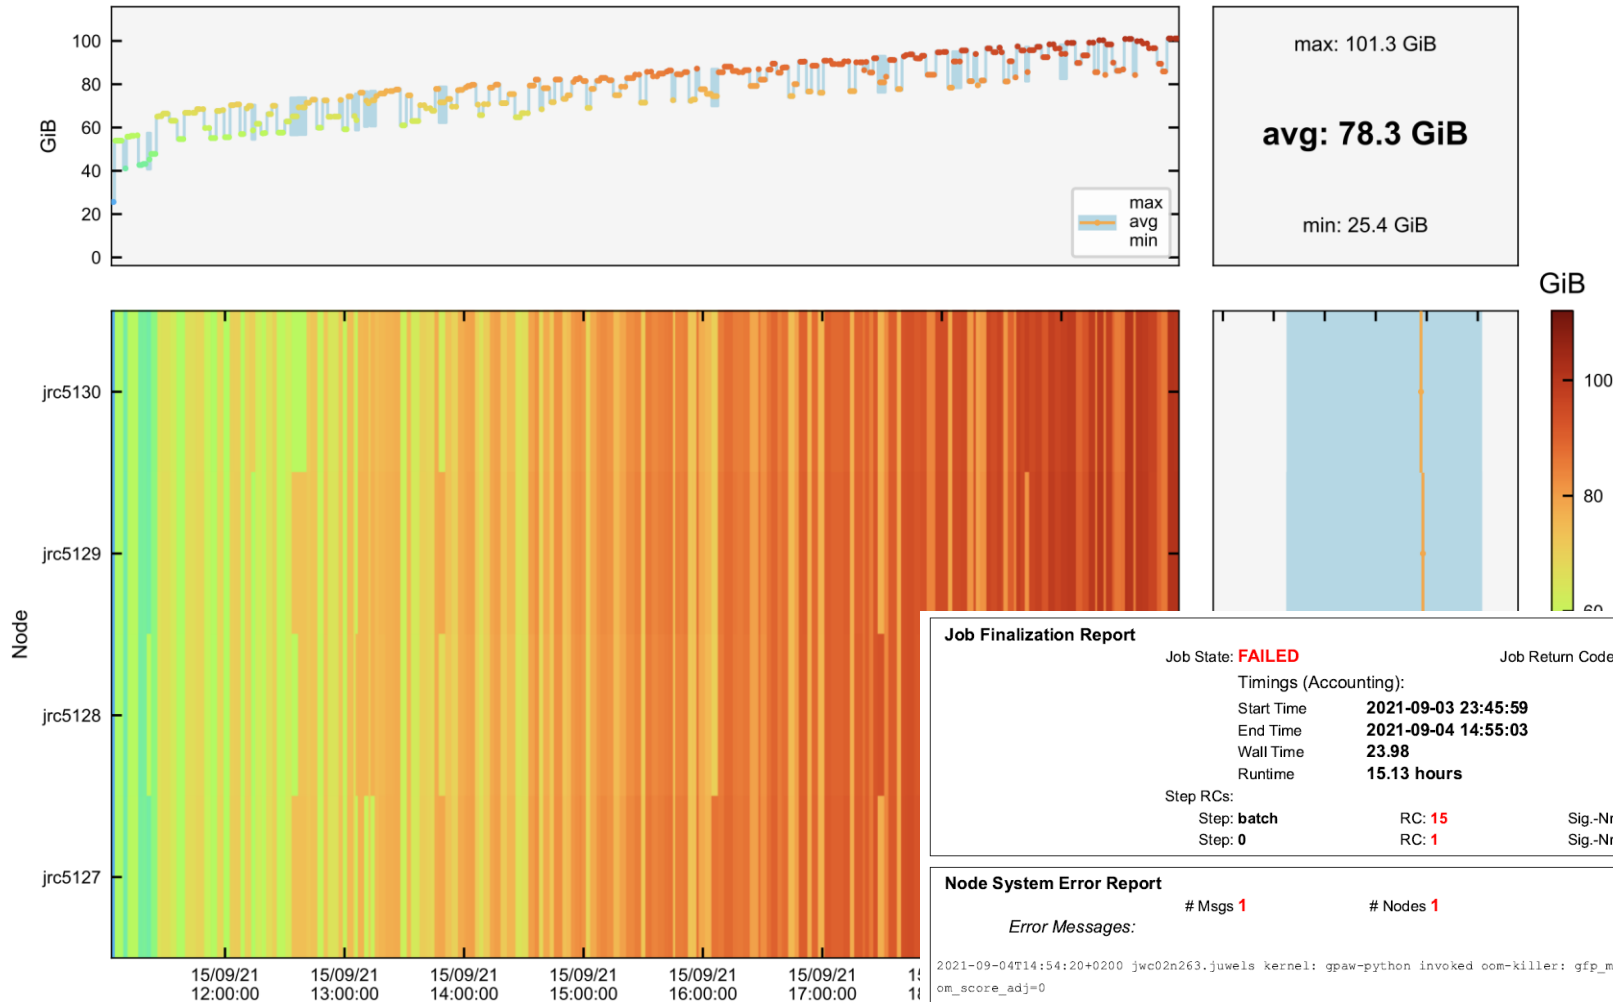 100
80
60
40
20
0
GiB
max
avg
min
max: 101.3 GiB
avg: 78.3 GiB
min: 25.4 GiB
GiB
100
80
60
Node
jrc5130
jrc5129
jrc5128
jrc5127
15/09/21 12:00:00
15/09/21 13:00:00
15/09/21 14:00:00
15/09/21 15:00:00
15/09/21 16:00:00
15/09/21 17:00:00
Job Finalization Report
Job State: FAILED Job Return Code
Timings (Accounting):
Start Time 2021-09-03 23:45:59
End Time 2021-09-04 14:55:03
Wall Time 23.98
Runtime 15.13 hours
Step RCs:
Step: batch RC: 15 Sig.-Nr
Step: 0 RC: 1 Sig.-Nr
Node System Error Report
# Msgs 1 # Nodes 1
Error Messages:
2021-09-04T14:54:20+0200 jwc02n263.juwels kernel: gpaw-python invoked oom-killer: gfp_m
om_score_adj=0